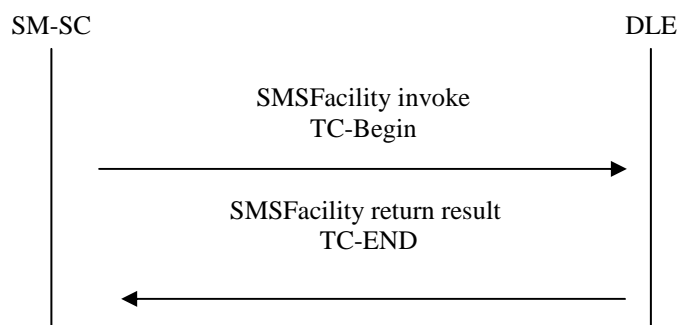 SM-SC
DLE
SMSFacility invoke
TC-Begin
SMSFacility return result
TC-END